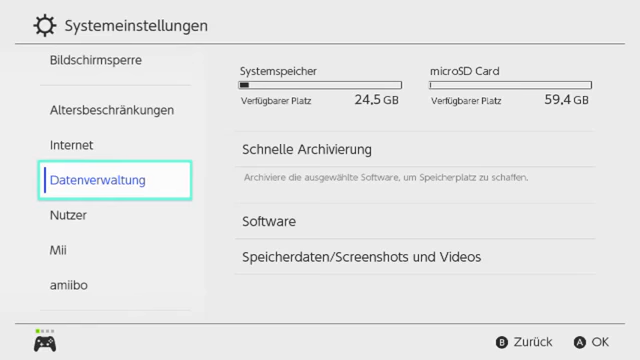 Systemeinstellungen
Bildschirmsperre
Altersbeschränkungen
Internet
Datenverwaltung
Nutzer
Mii
amiibo
Systemspeicher
Verfügbarer Platz 24,5 GB
microSD Card
Verfügbarer Platz 59,4 GB
Schnelle Archivierung
Archiviere die ausgewählte Software, um Speicherplatz zu schaffen.
Software
Speicherdaten/Screenshots und Videos
B Zurück A OK